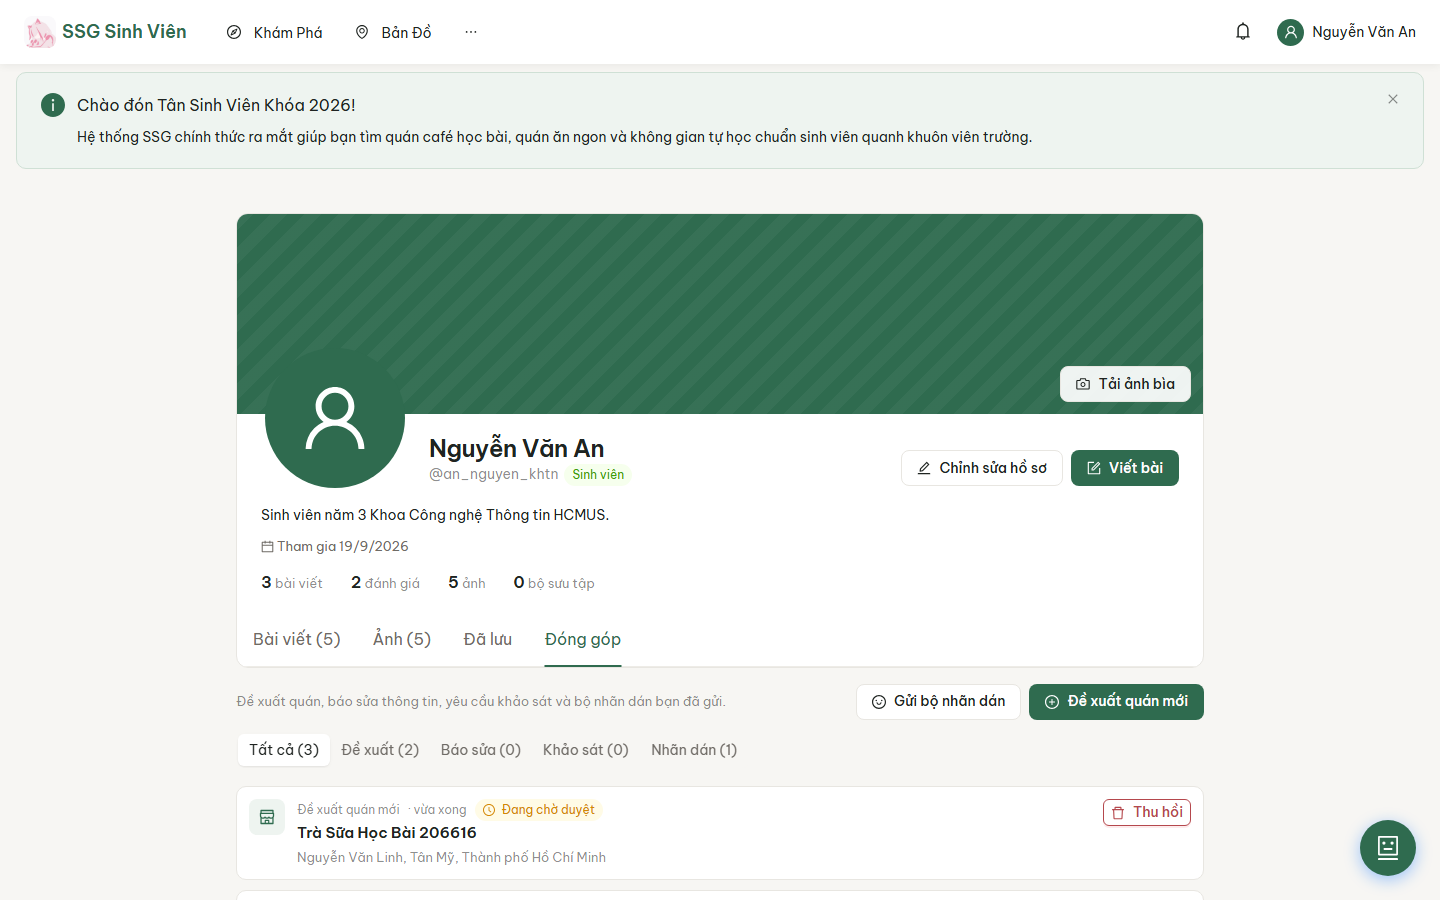 SSG Sinh Viên
Khám Phá
Bản Đồ
···
Nguyễn Văn An
Chào đón Tân Sinh Viên Khóa 2026!
Hệ thống SSG chính thức ra mắt giúp bạn tìm quán café học bài, quán ăn ngon và không gian tự học chuẩn sinh viên quanh khuôn viên trường.
Tải ảnh bìa
Nguyễn Văn An
@an_nguyen_khtn Sinh viên
Chỉnh sửa hồ sơ
Viết bài
Sinh viên năm 3 Khoa Công nghệ Thông tin HCMUS.
Tham gia 19/9/2026
3 bài viết 2 đánh giá 5 ảnh 0 bộ sưu tập
Bài viết (5) Ảnh (5) Đã lưu Đóng góp
Đề xuất quán, báo sửa thông tin, yêu cầu khảo sát và bộ nhãn dán bạn đã gửi.
Gửi bộ nhãn dán
Đề xuất quán mới
Tất cả (3) Đề xuất (2) Báo sửa (0) Khảo sát (0) Nhãn dán (1)
Đề xuất quán mới · vừa xong Đang chờ duyệt
Thu hồi
Trà Sữa Học Bài 206616
Nguyễn Văn Linh, Tân Mỹ, Thành phố Hồ Chí Minh